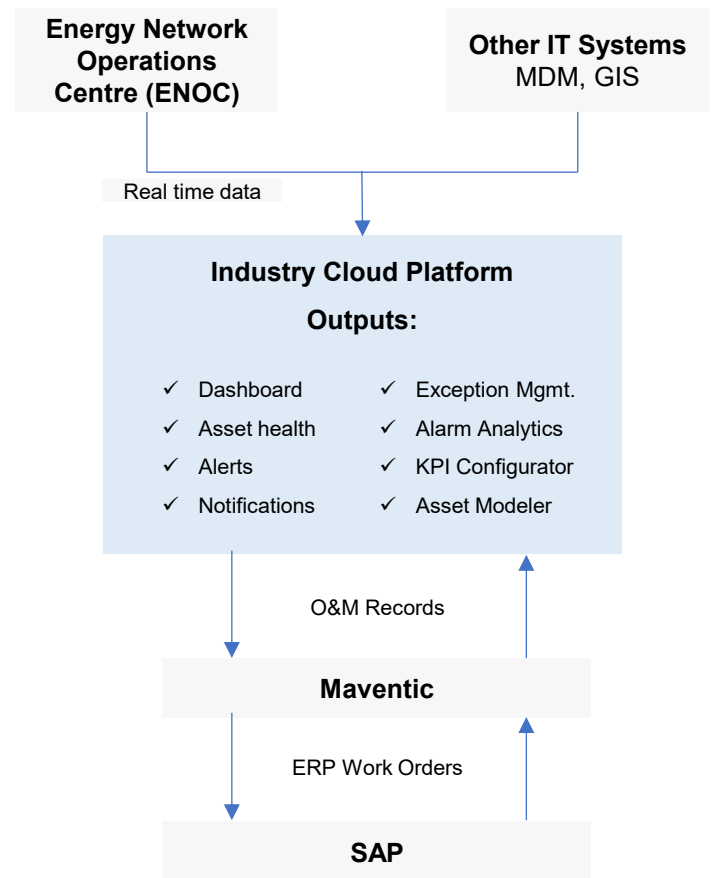 Energy Network
Operations
Centre (ENOC)
Other IT Systems
MDM, GIS
Real time data
Industry Cloud Platform
Outputs:
✓ Dashboard
✓ Asset health
✓ Alerts
✓ Notifications
✓ Exception Mgmt.
✓ Alarm Analytics
✓ KPI Configurator
✓ Asset Modeler
O&M Records
Maventic
ERP Work Orders
SAP